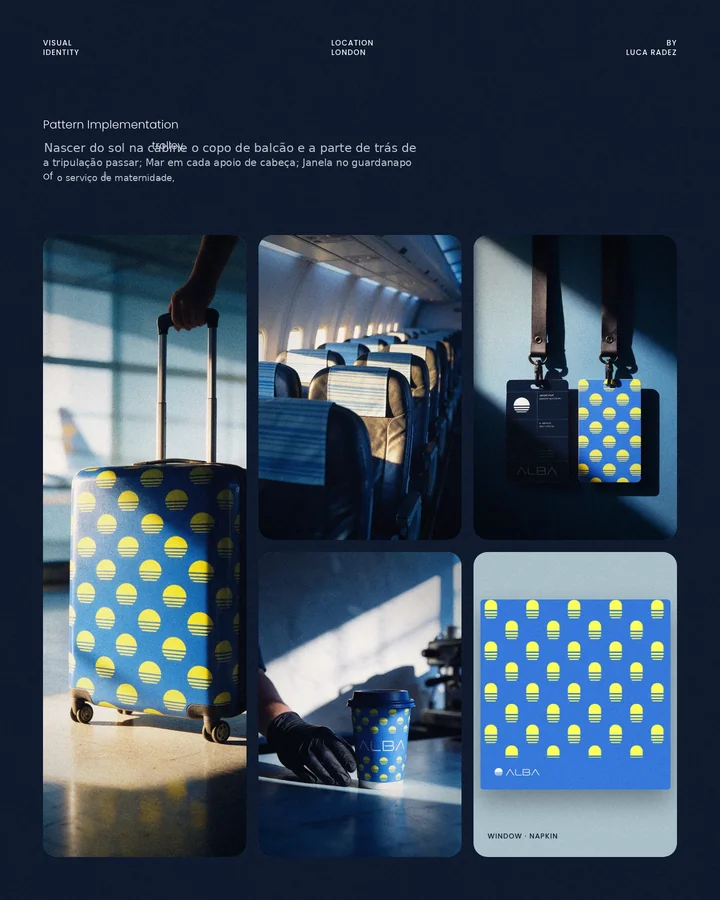 VISUAL
IDENTITY
LOCATION
LONDON
BY
LUCA RADEZ
Pattern Implementation
trolley
Nascer do sol na cabine o copo de balcão e a parte de trás de
a tripulação passar; Mar em cada apoio de cabeça; Janela no guardanapo
of o serviço de maternidade,
ALBA
ALBA
ALBA
WINDOW · NAPKIN